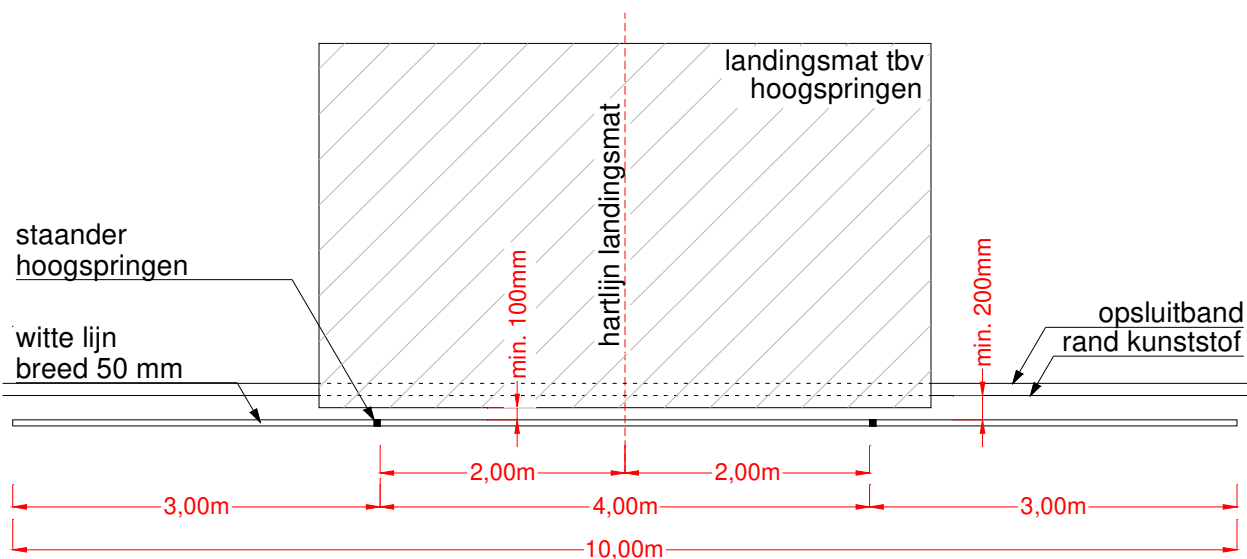 landingsmat tbv
hoogspringen
hartlijn landingsmat
staander
hoogspringen
min. 100mm
min. 200mm
opsluitband
rand kunststof
witte lijn
breed 50 mm
2,00m
2,00m
3,00m
4,00m
3,00m
10,00m